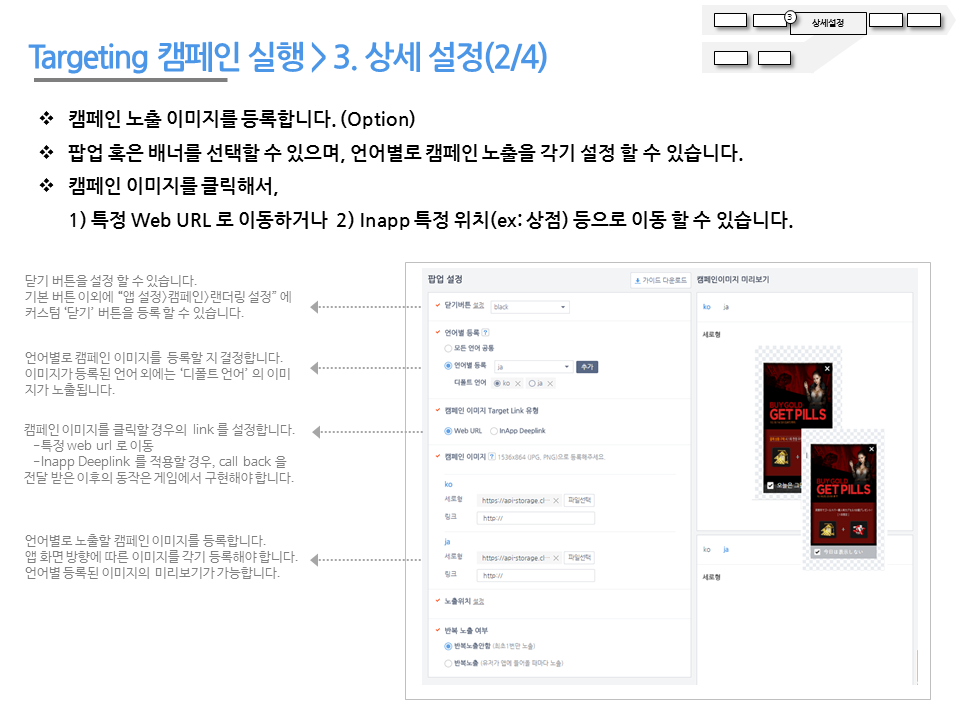 3
상세설정
Targeting 캠페인 실행 > 3. 상세 설정(2/4)
❖ 캠페인 노출 이미지를 등록합니다. (Option)
❖ 팝업 혹은 배너를 선택할 수 있으며, 언어별로 캠페인 노출을 각기 설정 할 수 있습니다.
❖ 캠페인 이미지를 클릭해서,
1) 특정 Web URL 로 이동하거나 2) Inapp 특정 위치(ex: 상점) 등으로 이동 할 수 있습니다.
닫기 버튼을 설정 할 수 있습니다.
기본 버튼 이외에 “앱 설정>캠페인>랜더링 설정” 에
커스텀 ‘닫기’ 버튼을 등록 할 수 있습니다.
언어별로 캠페인 이미지를 등록할 지 결정합니다.
이미지가 등록된 언어 외에는 ‘디폴트 언어’ 의 이미
지가 노출됩니다.
캠페인 이미지를 클릭할 경우의 link 를 설정합니다.
-특정 web url 로 이동
-Inapp Deeplink 를 적용할 경우, call back 을
전달 받은 이후의 동작은 게임에서 구현해야 합니다.
언어별로 노출할 캠페인 이미지를 등록합니다.
앱 화면 방향에 따른 이미지를 각기 등록해야 합니다.
언어별 등록된 이미지의 미리보기가 가능합니다.
팝업 설정
가이드 다운로드
닫기버튼 설정
black
언어별 등록 ?
모든 언어 공통
언어별 등록
ja
추가
디폴트 언어
ko ×
ja ×
캠페인 이미지 Target Link 유형
Web URL
InApp Deeplink
캠페인 이미지 ? 1536x864 (JPG, PNG)으로 등록해주세요.
ko
세로형
https://api-storage.cl... ×
파일선택
링크
http://
ja
세로형
https://api-storage.cl... ×
파일선택
링크
http://
노출위치 설정
반복 노출 여부
반복노출안함 (최초1번만 노출)
반복노출 (유저가 앱에 들어올 때마다 노출)
캠페인이미지 미리보기
ko ja
세로형
BUY GOLD
GET PILLS
오늘은 그
BUY GOLD
GET PILLS
今日は表示しない
ko ja
세로형